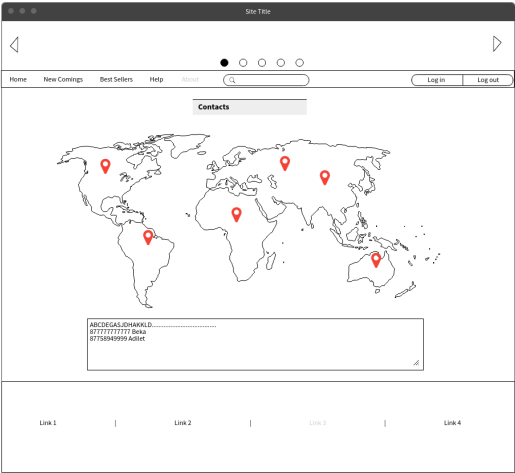 Site Title
Home New Comings Best Sellers Help About Log in Log out
Contacts
ABCDEGASJDHAKKLD......................................
877777777777 Beka
87758949999 Adilet
Link 1 | Link 2 | Link 3 | Link 4